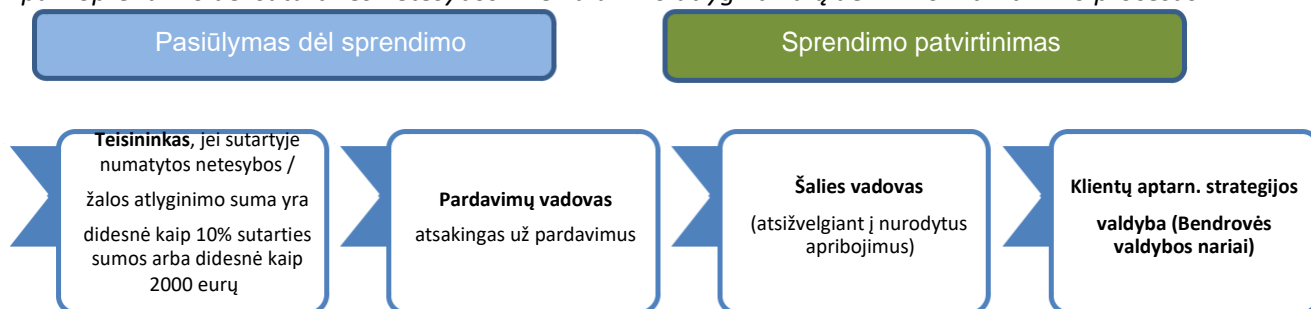 Pasiūlymas dėl sprendimo
Sprendimo patvirtinimas
Teisininkas, jei sutartyje
numatytos netesybos /
žalos atlyginimo suma yra
didesnė kaip 10% sutarties
sumos arba didesnė kaip
2000 eurų
Pardavimų vadovas
atsakingas už pardavimus
Šalies vadovas
(atsižvelgiant į nurodytus
apribojimus)
Klientų aptarn. strategijos
valdyba (Bendrovės
valdybos nariai)